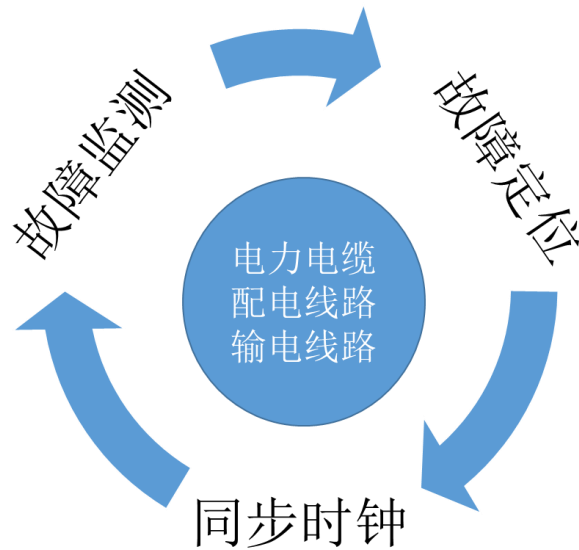 故障监测
故障定位
电力电缆
配电线路
输电线路
同步时钟